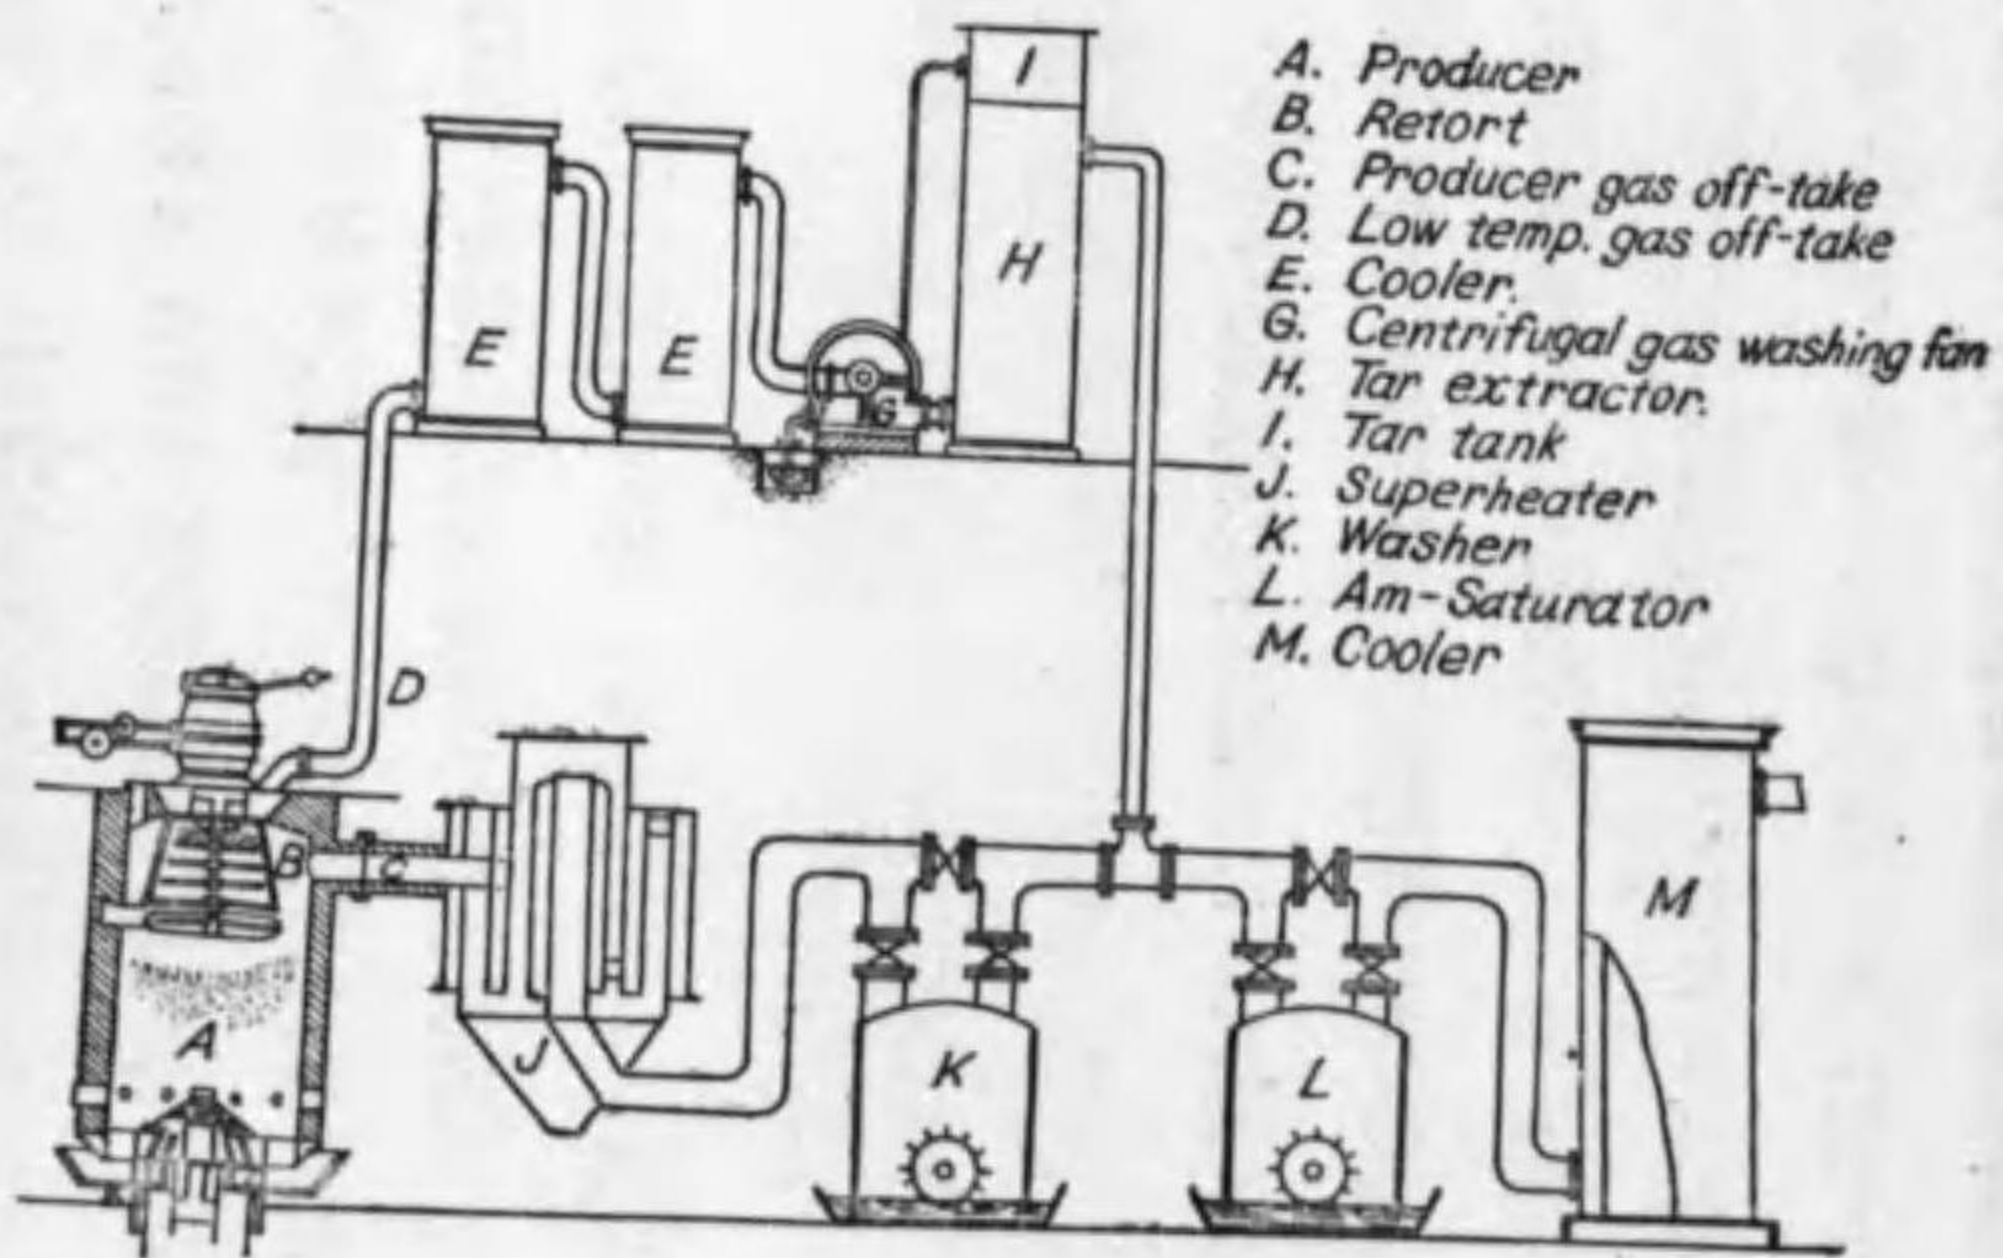 A. Producer
B. Retort
C. Producer gas off-take
D. Low temp. gas off-take
E. Cooler.
G. Centrifugal gas washing fan
H. Tar extractor.
I. Tar tank
J. Superheater
K. Washer
L. Am-Saturator
M. Cooler
I
H
E
E
G
D
B
C
A
J
K
L
M